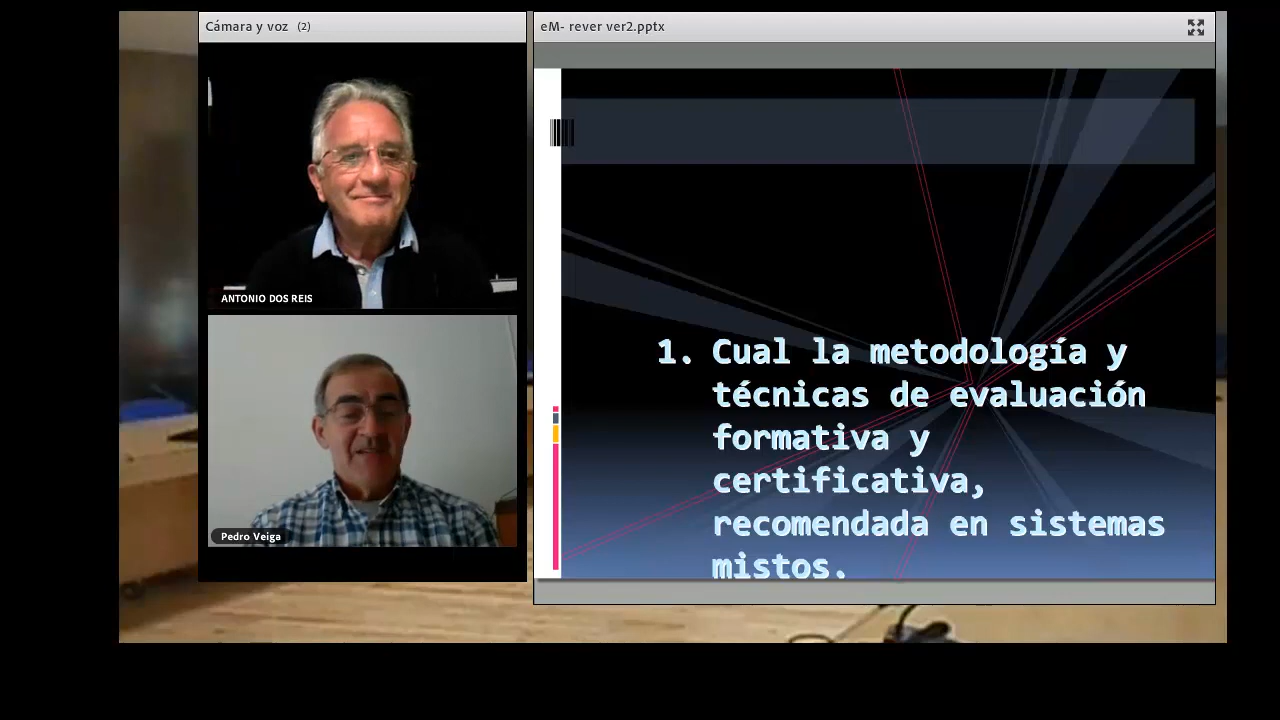 Cámara y voz (2)
ANTONIO DOS REIS
Pedro Veiga
eM- rever ver2.pptx
1. Cual la metodología y
técnicas de evaluación
formativa y
certificativa,
recomendada en sistemas
mistos.